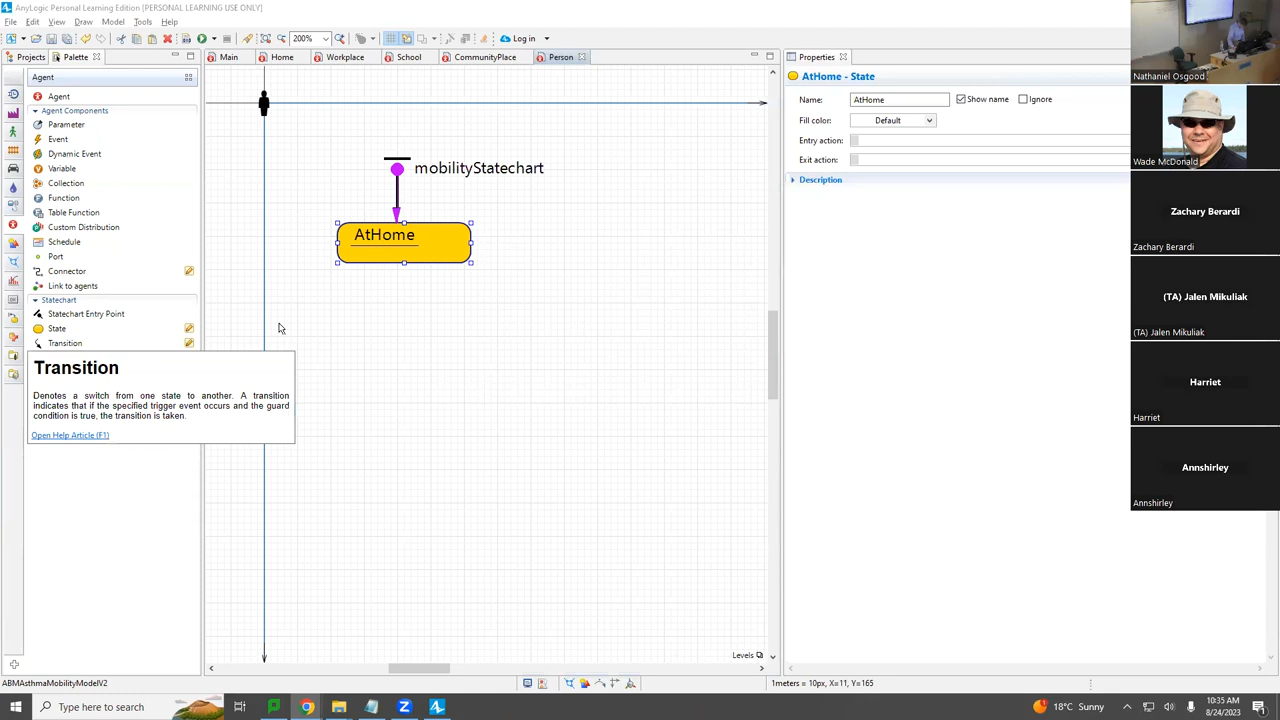 AnyLogic Personal Learning Edition [PERSONAL LEARNING USE ONLY]
File Edit View Draw Model Tools Help
200% Log in
Projects Palette
Main Home Workplace School CommunityPlace Person
Properties
Agent
Agent
Agent Components
Parameter
Event
Dynamic Event
Variable
Collection
Function
Table Function
Custom Distribution
Schedule
Port
Connector
Link to agents
Statechart
Statechart Entry Point
State
Transition
Transition
Denotes a switch from one state to another. A transition
indicates that if the specified trigger event occurs and the guard
condition is true, the transition is taken.
Open Help Article (F1)
mobilityStatechart
AtHome
Levels
AtHome - State
Name: AtHome Show name Ignore
Fill color: Default
Entry action:
Exit action:
Description
Nathaniel Osgood
Wade McDonald
Zachary Berardi
Zachary Berardi
(TA) Jalen Mikuliak
(TA) Jalen Mikuliak
Harriet
Harriet
Annshirley
Annshirley
ABMAsthmaMobilityModelV2
1meters = 10px, X=11, Y=165
Type here to search
18°C Sunny
10:35 AM
8/24/2023